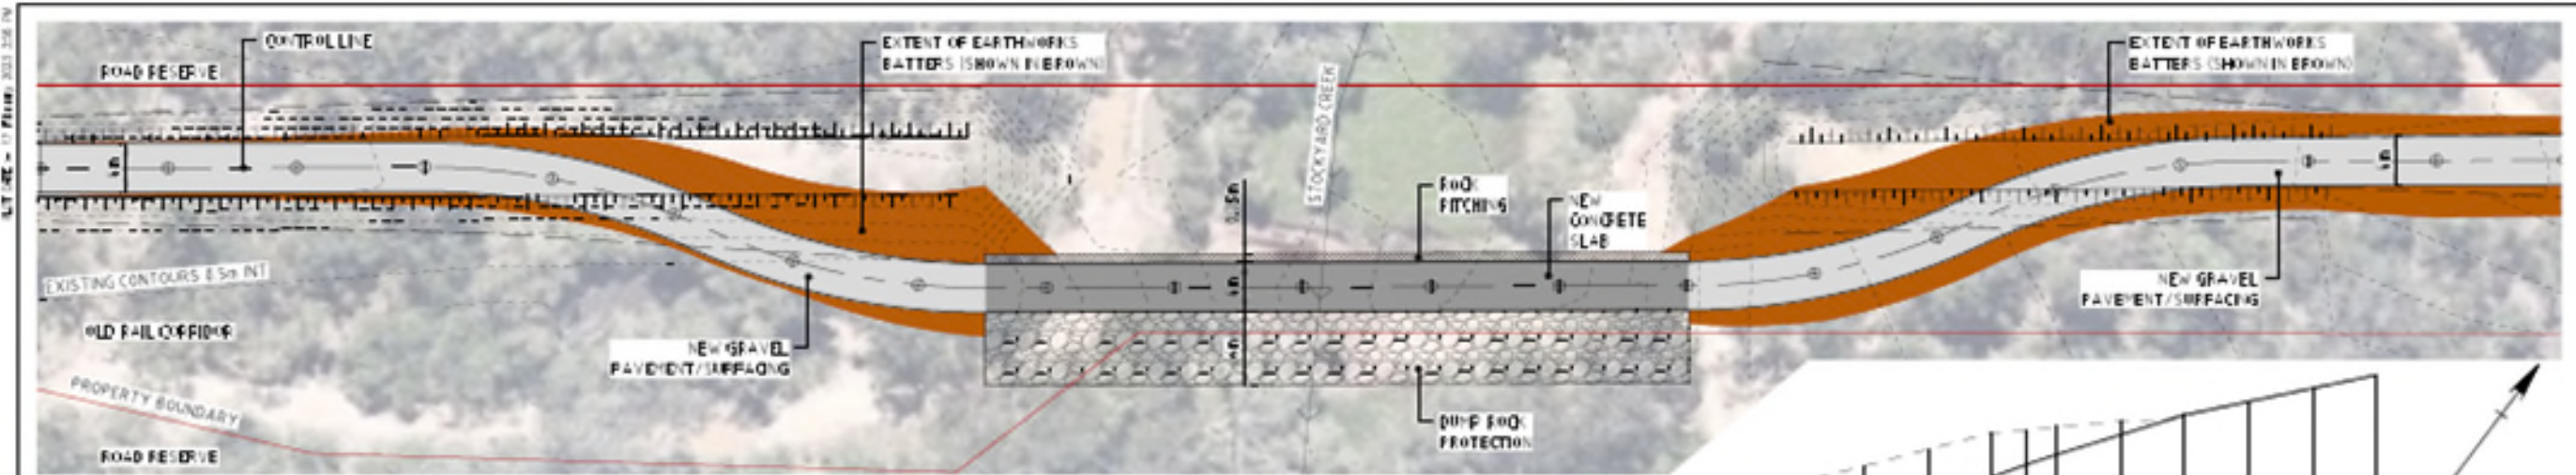 CONTROL LINE
ROAD RESERVE
EXTENT OF EARTHWORKS
BATTERS (SHOWN IN BROWN)
EXTENT OF EARTHWORKS
BATTERS (SHOWN IN BROWN)
STOCKYARD CREEK
0.5m
ROCK
PITCHING
NEW
CONCRETE
SLAB
EXISTING CONTOURS 0.5m INT
OLD RAIL CORRIDOR
NEW GRAVEL
PAVEMENT/SURFACING
NEW GRAVEL
PAVEMENT/SURFACING
PROPERTY BOUNDARY
DUMP ROCK
PROTECTION
ROAD RESERVE